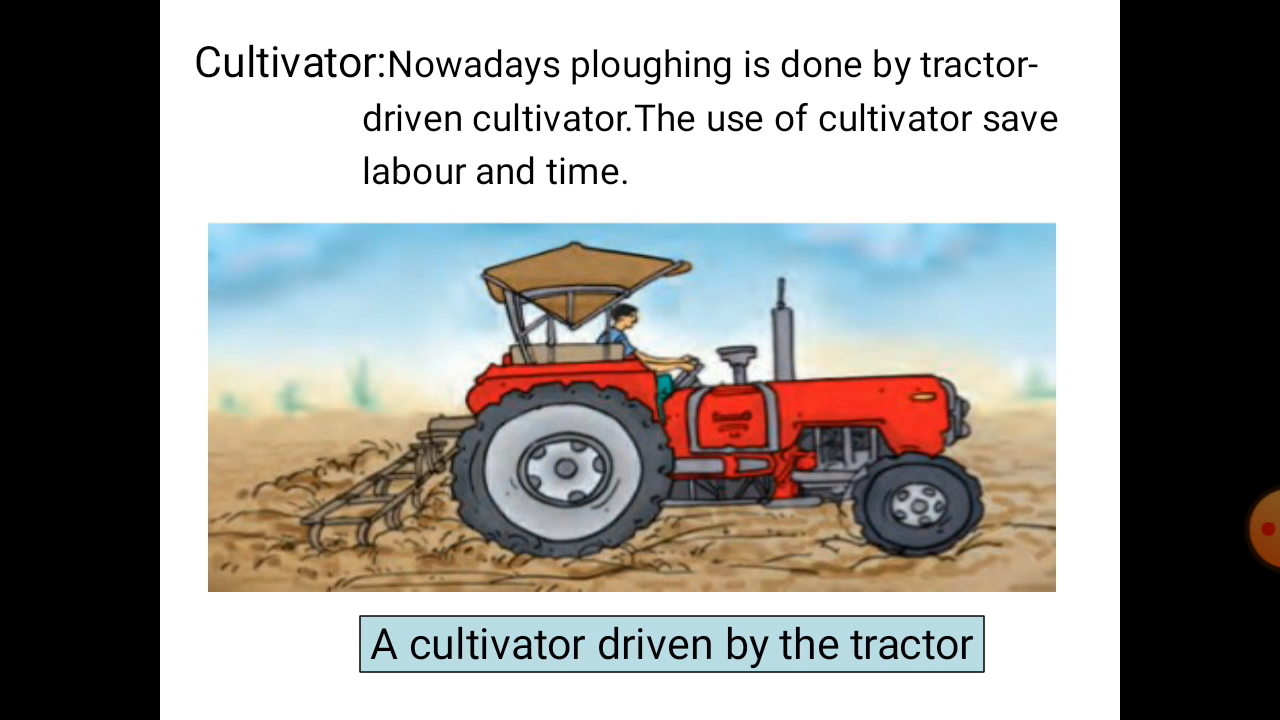 Cultivator:Nowadays ploughing is done by tractor-
driven cultivator.The use of cultivator save
labour and time.
A cultivator driven by the tractor